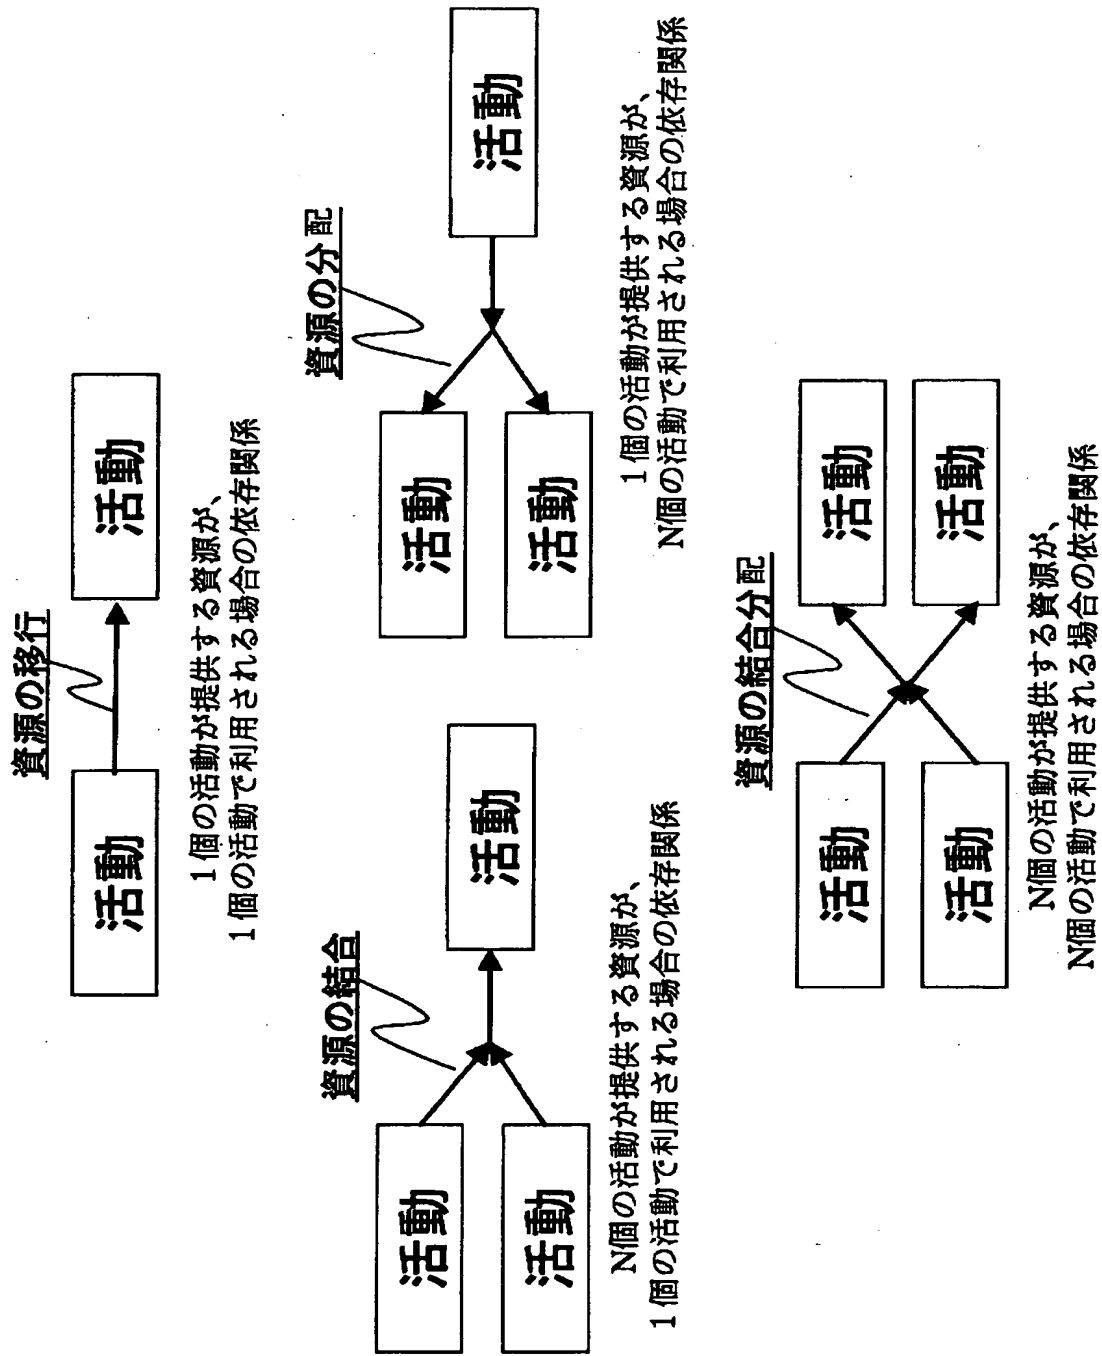 資源の移行
活動
活動
1個の活動が提供する資源が、
1個の活動で利用される場合の依存関係
資源の結合
活動
活動
活動
N個の活動が提供する資源が、
1個の活動で利用される場合の依存関係
資源の分配
活動
活動
活動
1個の活動が提供する資源が、
N個の活動で利用される場合の依存関係
資源の結合分配
活動
活動
活動
活動
N個の活動が提供する資源が、
N個の活動で利用される場合の依存関係